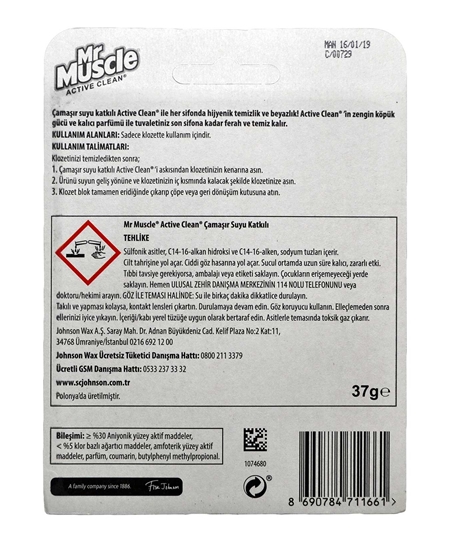 Mr
Muscle
ACTIVE CLEAN®
MAN 16/01/19
C/00729
Çamaşır suyu katkılı Active Clean® ile her sifonda hijyenik temizlik ve beyazlık! Active Clean® 'in zengin köpük
gücü ve kalıcı parfümü ile tuvaletiniz son sifona kadar ferah ve temiz kalır.
KULLANIM ALANLARI: Sadece klozette kullanım içindir.
KULLANIM TALİMATLARI:
Klozetinizi temizledikten sonra;
1. Çamaşır suyu katkılı Active Clean® 'i askısından klozetinizin kenarına asın.
2. Ürünü suyun geliş yönüne ve klozetinizin iç kısmında kalacak şekilde klozetinize asın.
3. Klozet blok tamamen eridiğinde çıkarıp çöpe veya geri dönüşüm kutusuna atın.
Mr Muscle® Active Clean® Çamaşır Suyu Katkılı
TEHLİKE
Sülfonik asitler, C14-16-alkan hidroksi ve C14-16-alken, sodyum tuzları içerir.
Cilt tahrişine yol açar. Ciddi göz hasarına yol açar. Sucul ortamda uzun süre kalıcı, zararlı etki.
Tıbbi tavsiye gerekiyorsa, ambalajı veya etiketi saklayın. Çocukların erişemeyeceği yerde
saklayın. Hemen ULUSAL ZEHİR DANIŞMA MERKEZİNİN 114 NOLU TELEFONUNU veya
doktoru/hekimi arayın. GÖZ İLE TEMASI HALİNDE: Su ile birkaç dakika dikkatlice durulayın.
Takılı ve yapması kolaysa, kontakt lensleri çıkartın. Durulamaya devam edin. Göz koruyucu kullanın. Elleçlemeden sonra
ellerinizi iyice yıkayın. İçeriği/kabı yerel tüzüğe uygun olarak bertaraf edin. Asitlerle temasında toksik gaz çıkarır.
Johnson Wax A.Ş. Saray Mah. Dr. Adnan Büyükdeniz Cad. Kelif Plaza No:2 Kat:11,
34768 Ümraniye/İstanbul 0216 692 12 00
Johnson Wax Ücretsiz Tüketici Danışma Hattı: 0800 211 3379
Ücretli GSM Danışma Hattı: 0533 237 33 32
www.scjohnson.com.tr
Polonya'da üretilmiştir.
37g℮
Bileşimi: ≥ %30 Aniyonik yüzey aktif maddeler,
< %5 klor bazlı ağartıcı maddeler, amfoterik yüzey aktif
maddeler, parfüm, coumarin, butylphenyl methylpropional.
1074680
A family company since 1886.
Fisk Johnson
8 690784 711661 >